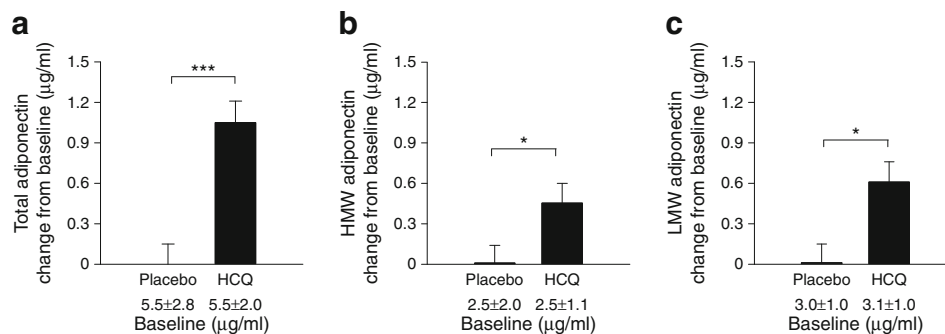 a
Total adiponectin
change from baseline (µg/ml)
1.5
1.2
0.9
0.6
0.3
0
***
Placebo HCQ
5.5±2.8 5.5±2.0
Baseline (µg/ml)
b
HMW adiponectin
change from baseline (µg/ml)
1.5
1.2
0.9
0.6
0.3
0
*
Placebo HCQ
2.5±2.0 2.5±1.1
Baseline (µg/ml)
c
LMW adiponectin
change from baseline (µg/ml)
1.5
1.2
0.9
0.6
0.3
0
*
Placebo HCQ
3.0±1.0 3.1±1.0
Baseline (µg/ml)